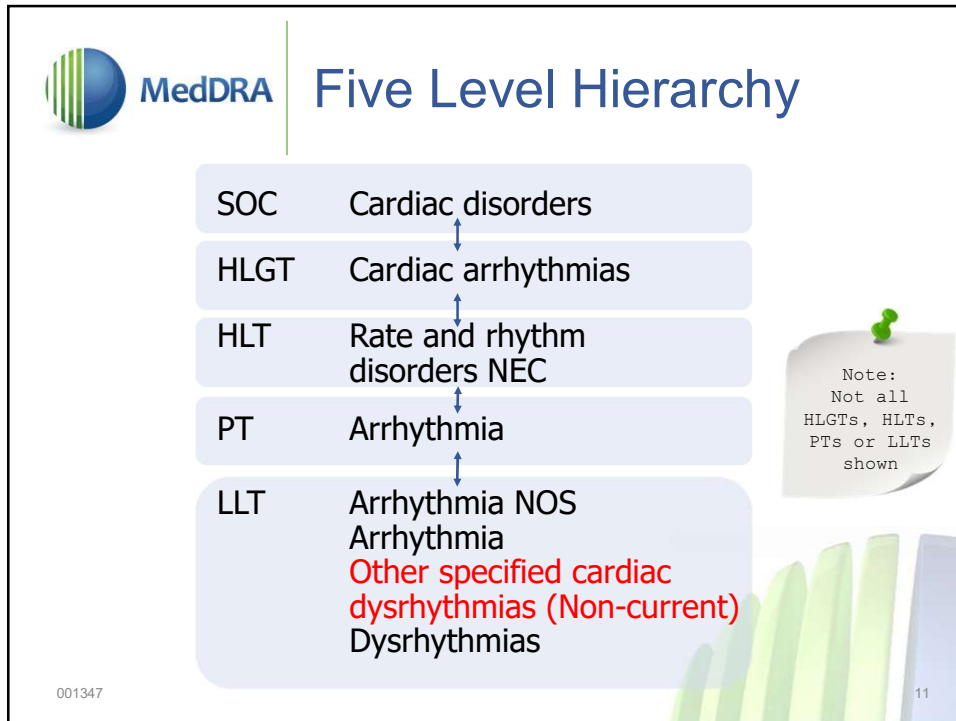 MedDRA
Five Level Hierarchy
SOC Cardiac disorders
HLGT Cardiac arrhythmias
HLT Rate and rhythm
disorders NEC
PT Arrhythmia
LLT Arrhythmia NOS
Arrhythmia
Other specified cardiac
dysrhythmias (Non-current)
Dysrhythmias
Note:
Not all
HLGTs, HLTs,
PTs or LLTs
shown
001347
11